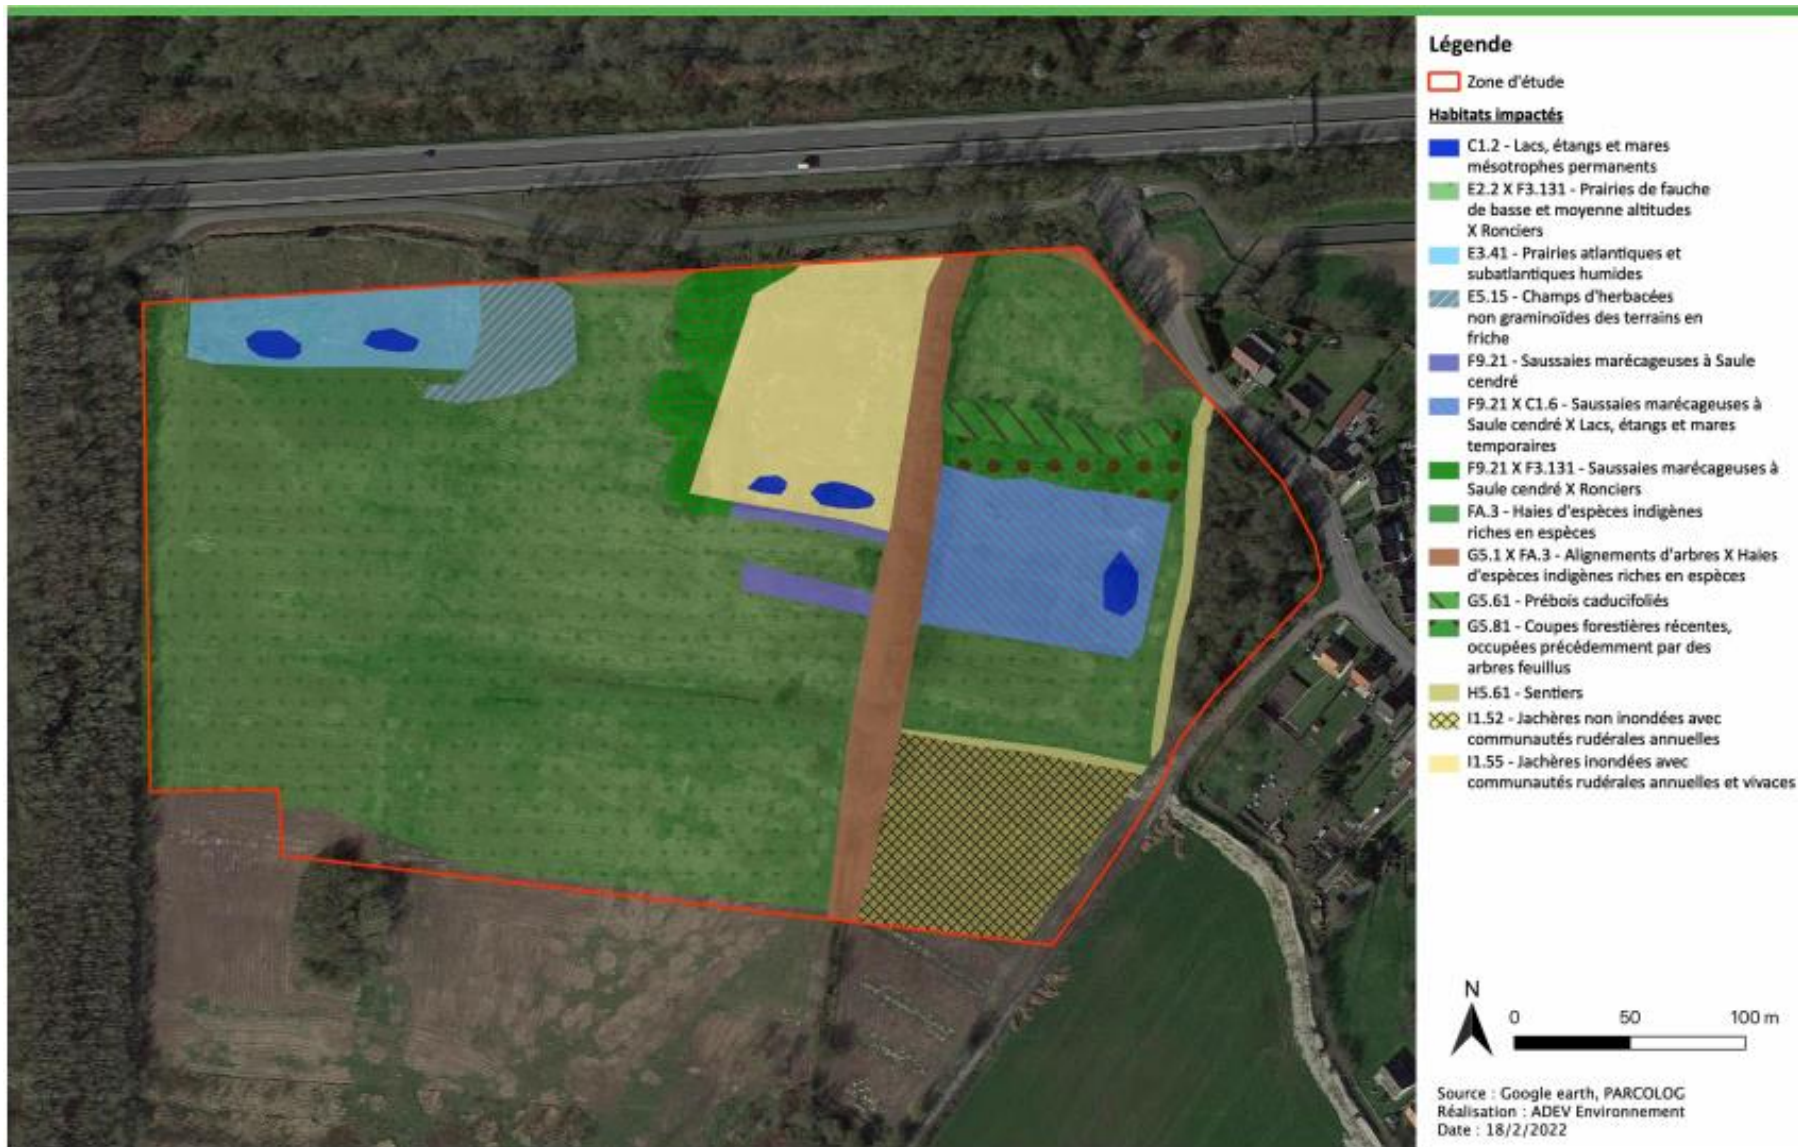 Légende
Zone d'étude
Habitats impactés
C1.2 - Lacs, étangs et mares
mésotrophes permanents
E2.2 X F3.131 - Prairies de fauche
de basse et moyenne altitudes
X Ronciers
E3.41 - Prairies atlantiques et
subatlantiques humides
E5.15 - Champs d'herbacées
non graminoïdes des terrains en
friche
F9.21 - Saussaies marécageuses à Saule
cendré
F9.21 X C1.6 - Saussaies marécageuses à
Saule cendré X Lacs, étangs et mares
temporaires
F9.21 X F3.131 - Saussaies marécageuses à
Saule cendré X Ronciers
FA.3 - Haies d'espèces indigènes
riches en espèces
G5.1 X FA.3 - Alignements d'arbres X Haies
d'espèces indigènes riches en espèces
G5.61 - Prébois caducifoliés
G5.81 - Coupes forestières récentes,
occupées précédemment par des
arbres feuillus
H5.61 - Sentiers
I1.52 - Jachères non inondées avec
communautés rudérales annuelles
I1.55 - Jachères inondées avec
communautés rudérales annuelles et vivaces
N
0 50 100 m
Source : Google earth, PARCOLOG
Réalisation : ADEV Environnement
Date : 18/2/2022